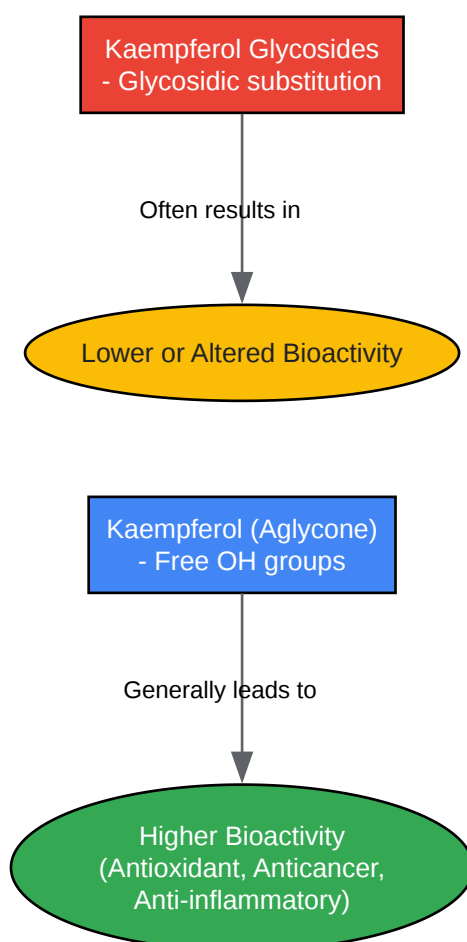 Kaempferol Glycosides
- Glycosidic substitution
Often results in
Lower or Altered Bioactivity
Kaempferol (Aglycone)
- Free OH groups
Generally leads to
Higher Bioactivity
(Antioxidant, Anticancer,
Anti-inflammatory)